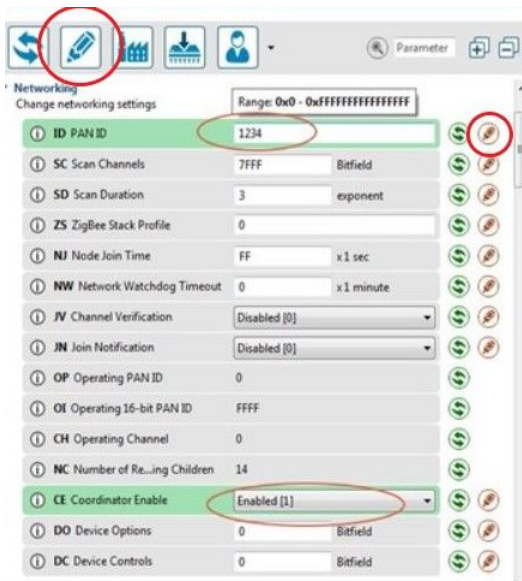 Parameter
Networking
Change networking settings
Range: 0x0 - 0xFFFFFFFFFFFFFFFF
ID PAN ID 1234
SC Scan Channels 7FFF Bitfield
SD Scan Duration 3 exponent
ZS ZigBee Stack Profile 0
NJ Node Join Time FF x 1 sec
NW Network Watchdog Timeout 0 x 1 minute
JV Channel Verification Disabled [0]
JN Join Notification Disabled [0]
OP Operating PAN ID 0
OI Operating 16-bit PAN ID FFFF
CH Operating Channel 0
NC Number of Re...ing Children 14
CE Coordinator Enable Enabled [1]
DO Device Options 0 Bitfield
DC Device Controls 0 Bitfield